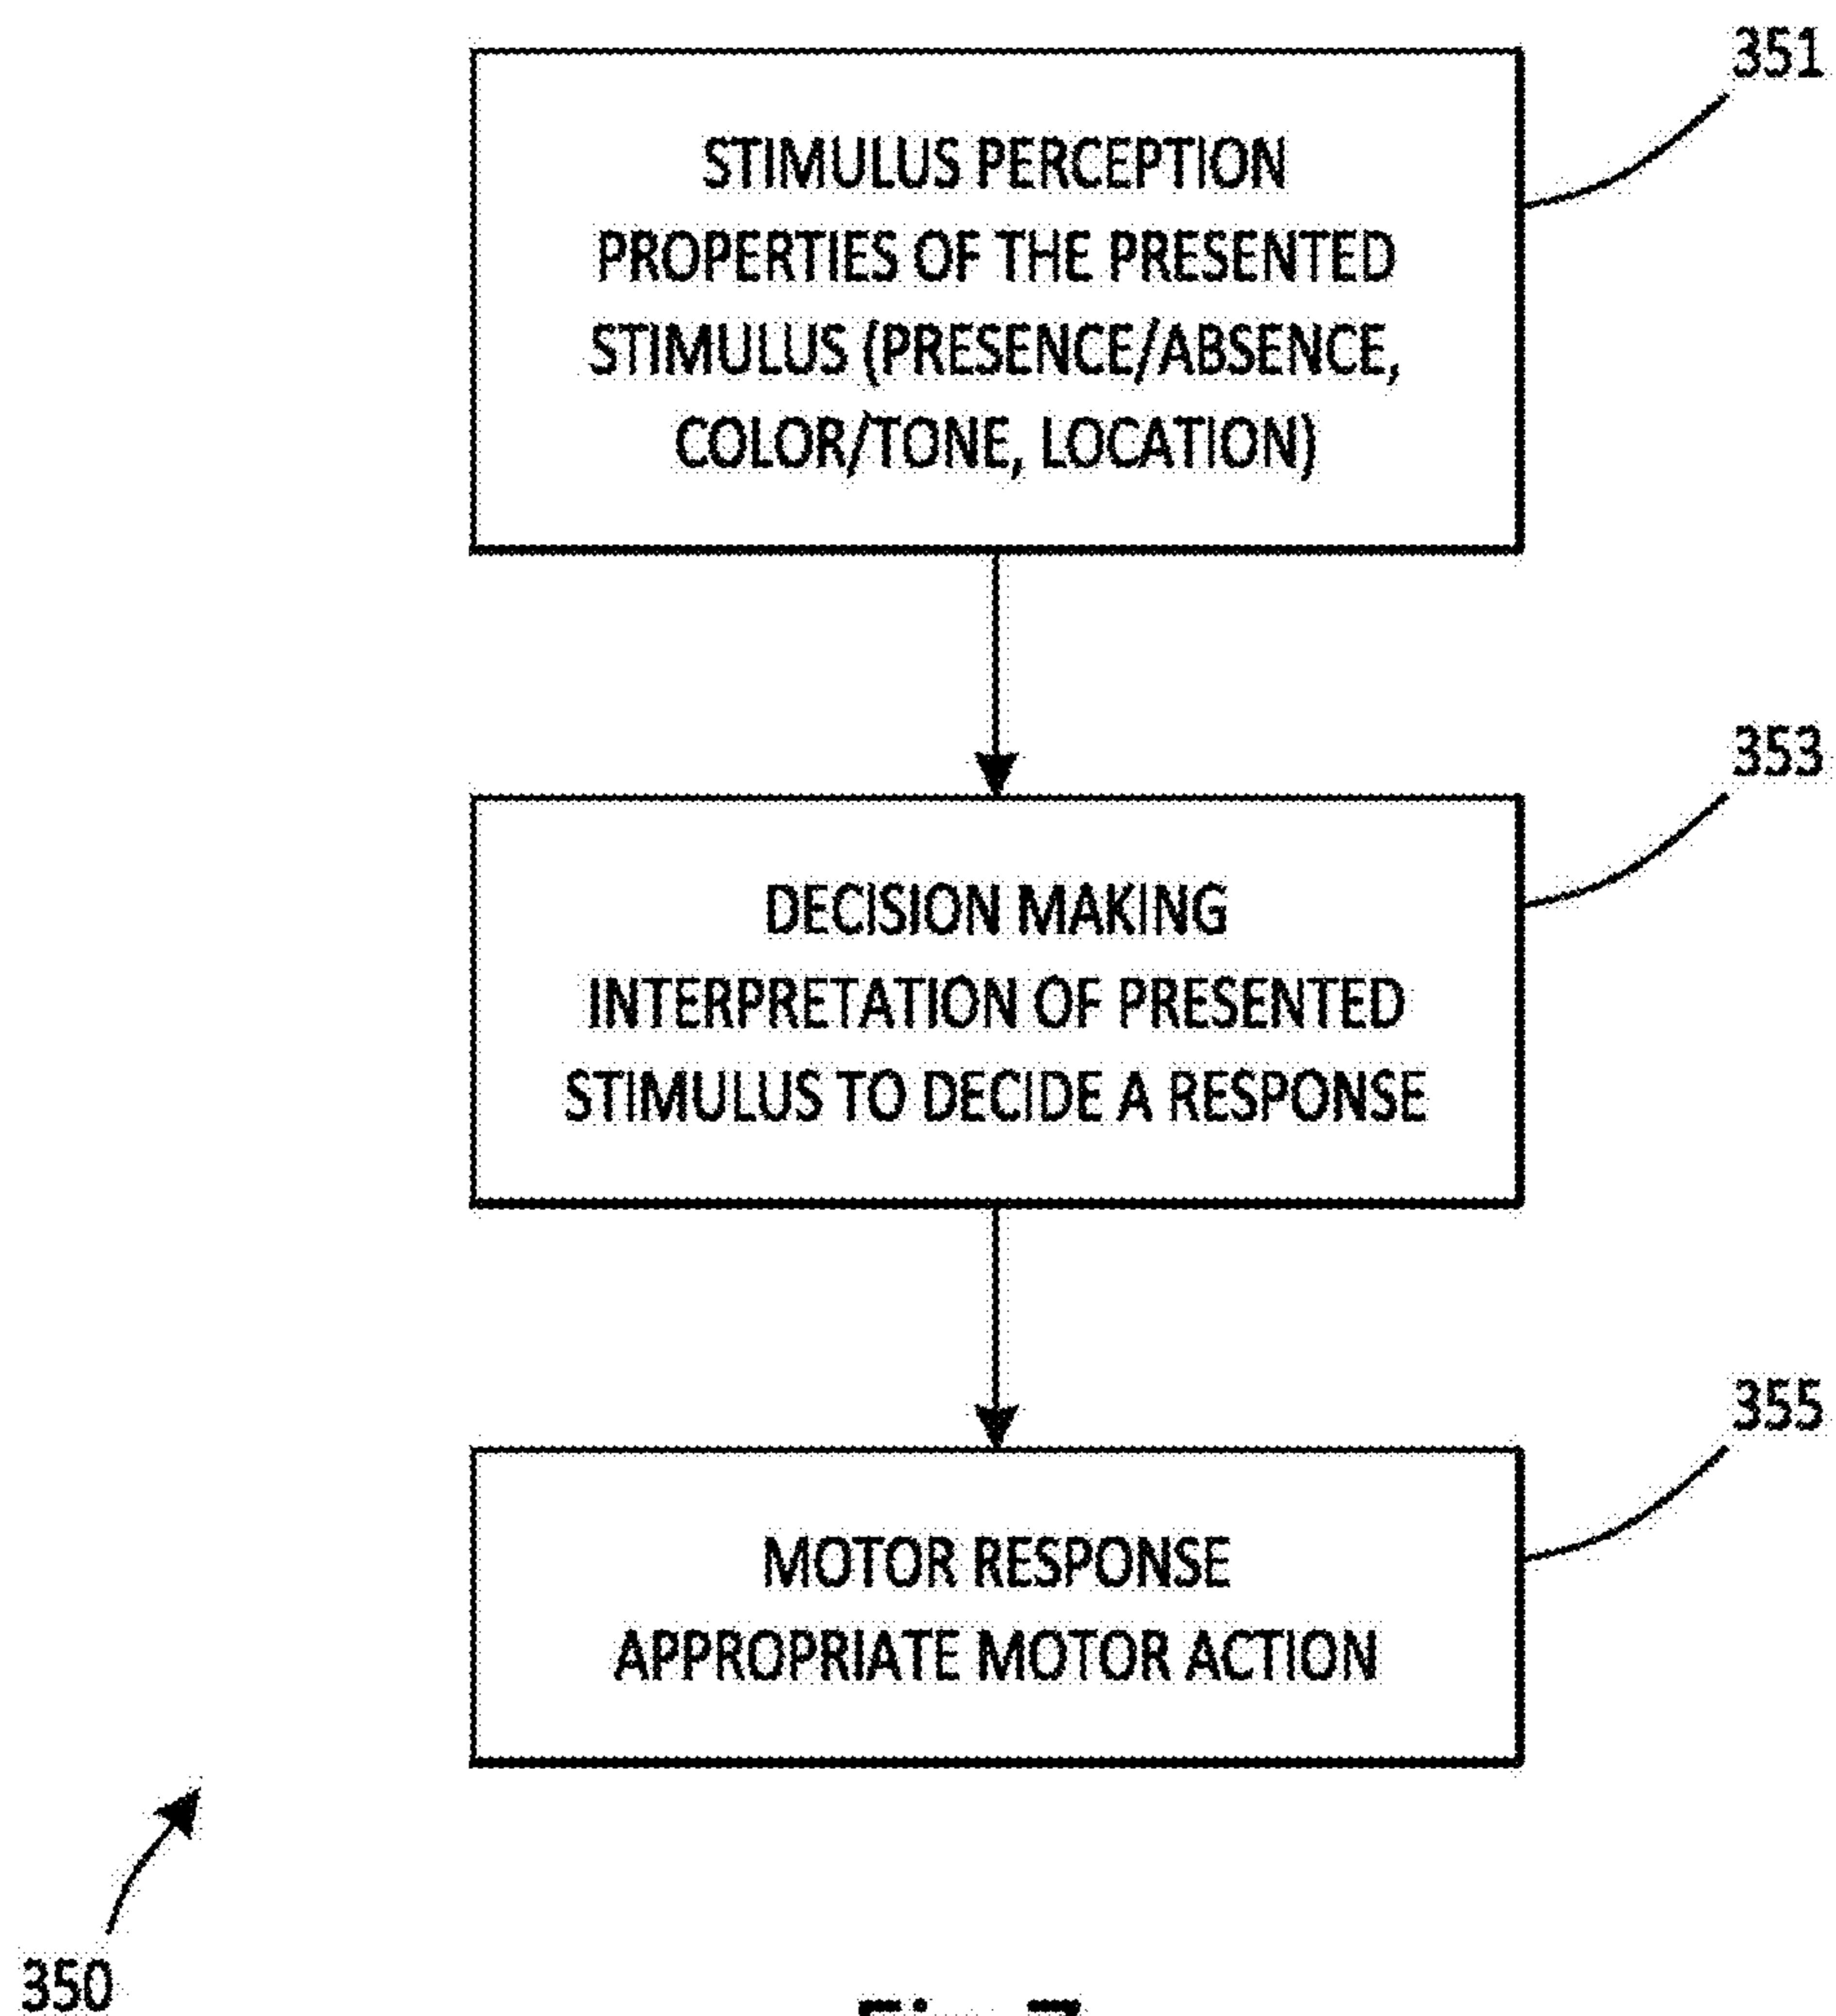 351
STIMULUS PERCEPTION
PROPERTIES OF THE PRESENTED
STIMULUS (PRESENCE/ABSENCE,
COLOR/TONE, LOCATION)
353
DECISION MAKING
INTERPRETATION OF PRESENTED
STIMULUS TO DECIDE A RESPONSE
355
MOTOR RESPONSE
APPROPRIATE MOTOR ACTION
350